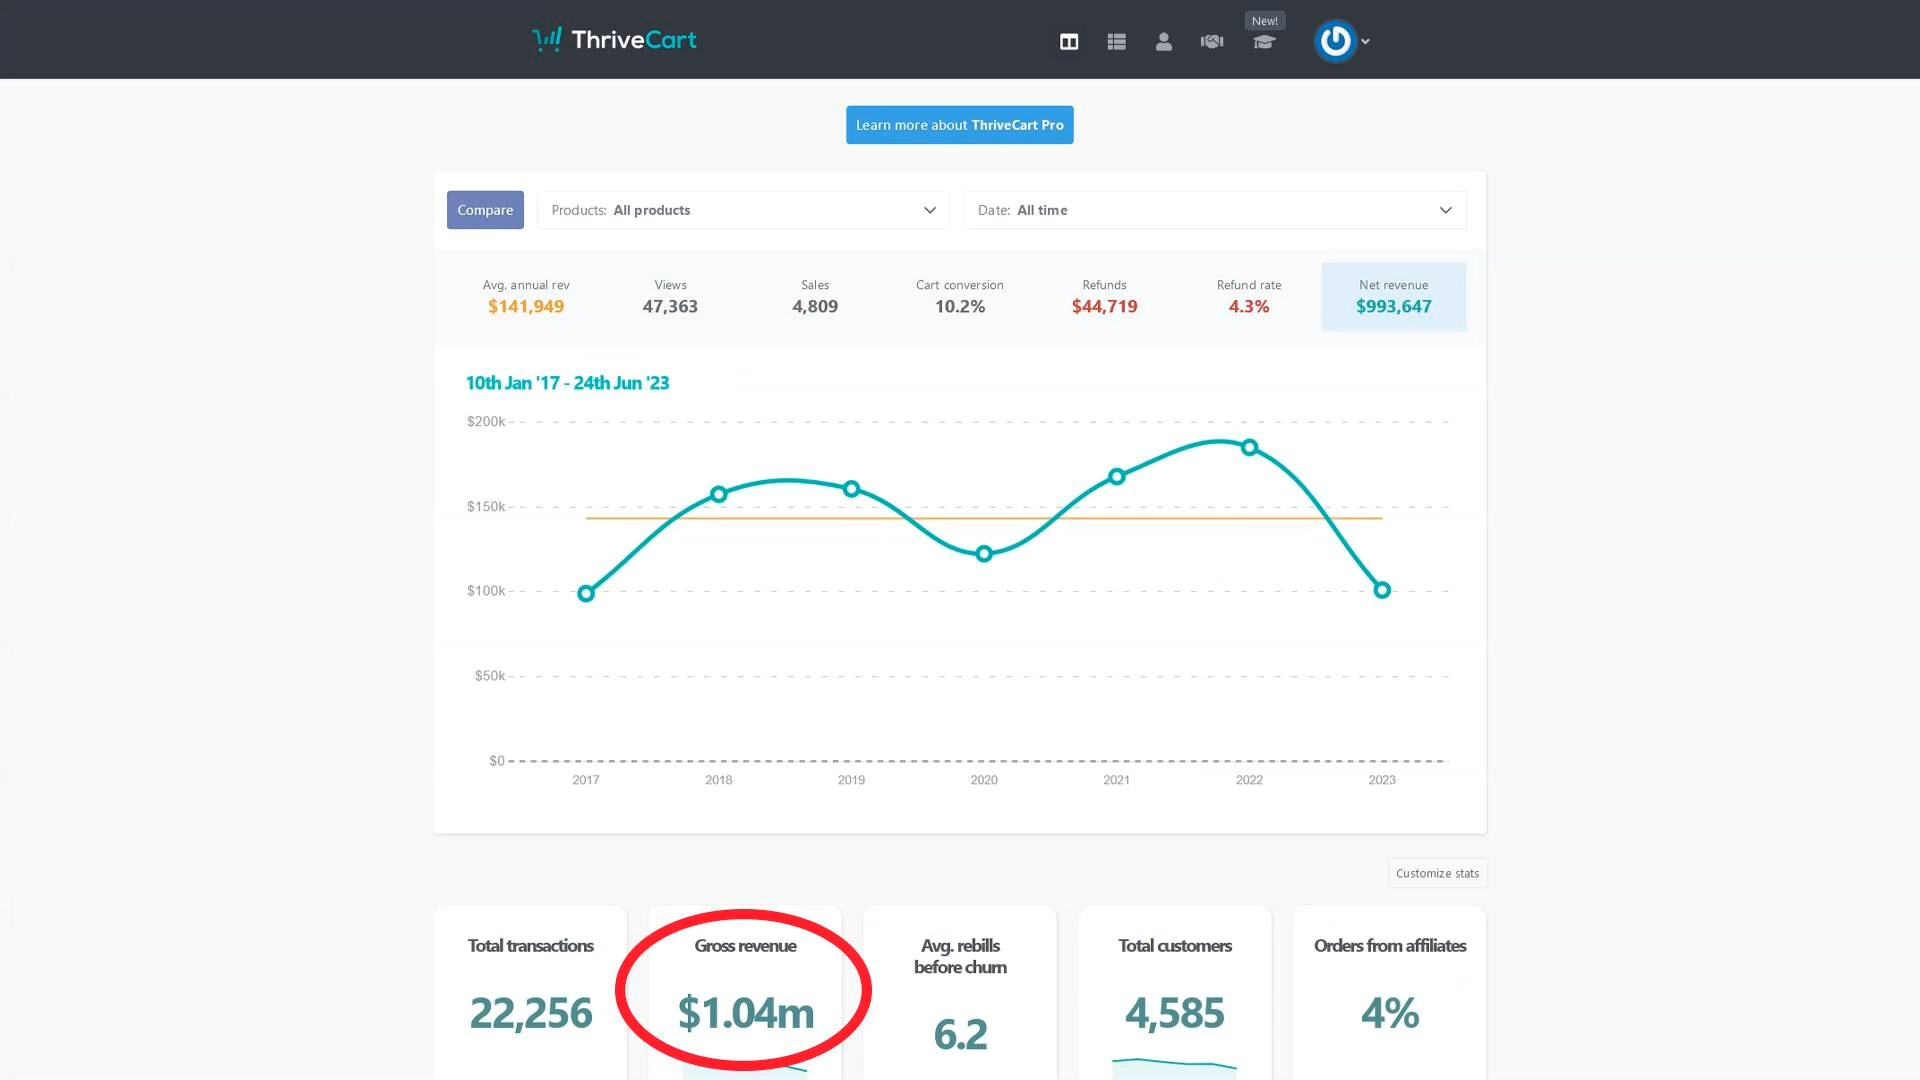 ThriveCart
New!
Learn more about ThriveCart Pro
Compare
Products: All products
Date: All time
Avg. annual rev
$141,949
Views
47,363
Sales
4,809
Cart conversion
10.2%
Refunds
$44,719
Refund rate
4.3%
Net revenue
$993,647
10th Jan '17 - 24th Jun '23
$200k
$150k
$100k
$50k
$0
2017 2018 2019 2020 2021 2022 2023
Customize stats
Total transactions
22,256
Gross revenue
$1.04m
Avg. rebills
before churn
6.2
Total customers
4,585
Orders from affiliates
4%